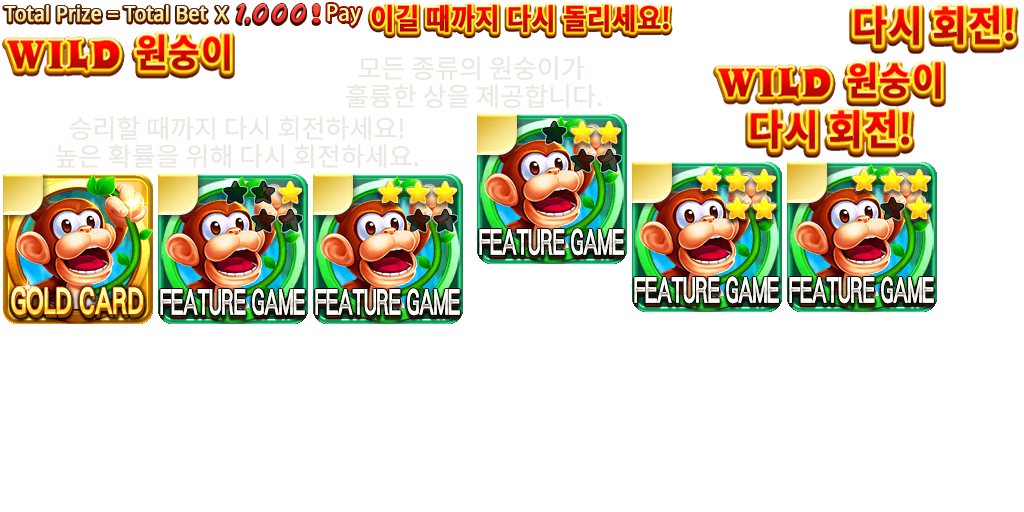 Total Prize = Total Bet X 1,000! Pay
이길 때까지 다시 돌리세요!
다시 회전!
WILD 원숭이
모든 종류의 원숭이가
훌륭한 상을 제공합니다.
WILD 원숭이
다시 회전!
승리할 때까지 다시 회전하세요!
높은 확률을 위해 다시 회전하세요.
GOLD CARD
FEATURE GAME
FEATURE GAME
FEATURE GAME
FEATURE GAME
FEATURE GAME